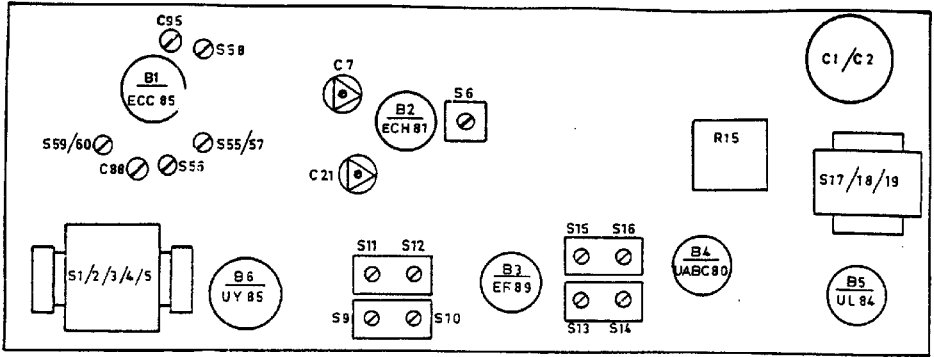 C95
S58
B1
ECC 85
S59/60
C88
S56
S55/57
C7
B2
ECH 81
S6
C21
C1/C2
R15
S17/18/19
S1/2/3/4/5
B6
UY 85
S11 S12
S9 S10
B3
EF 89
S15 S16
S13 S14
B4
UABC 80
B5
UL 84